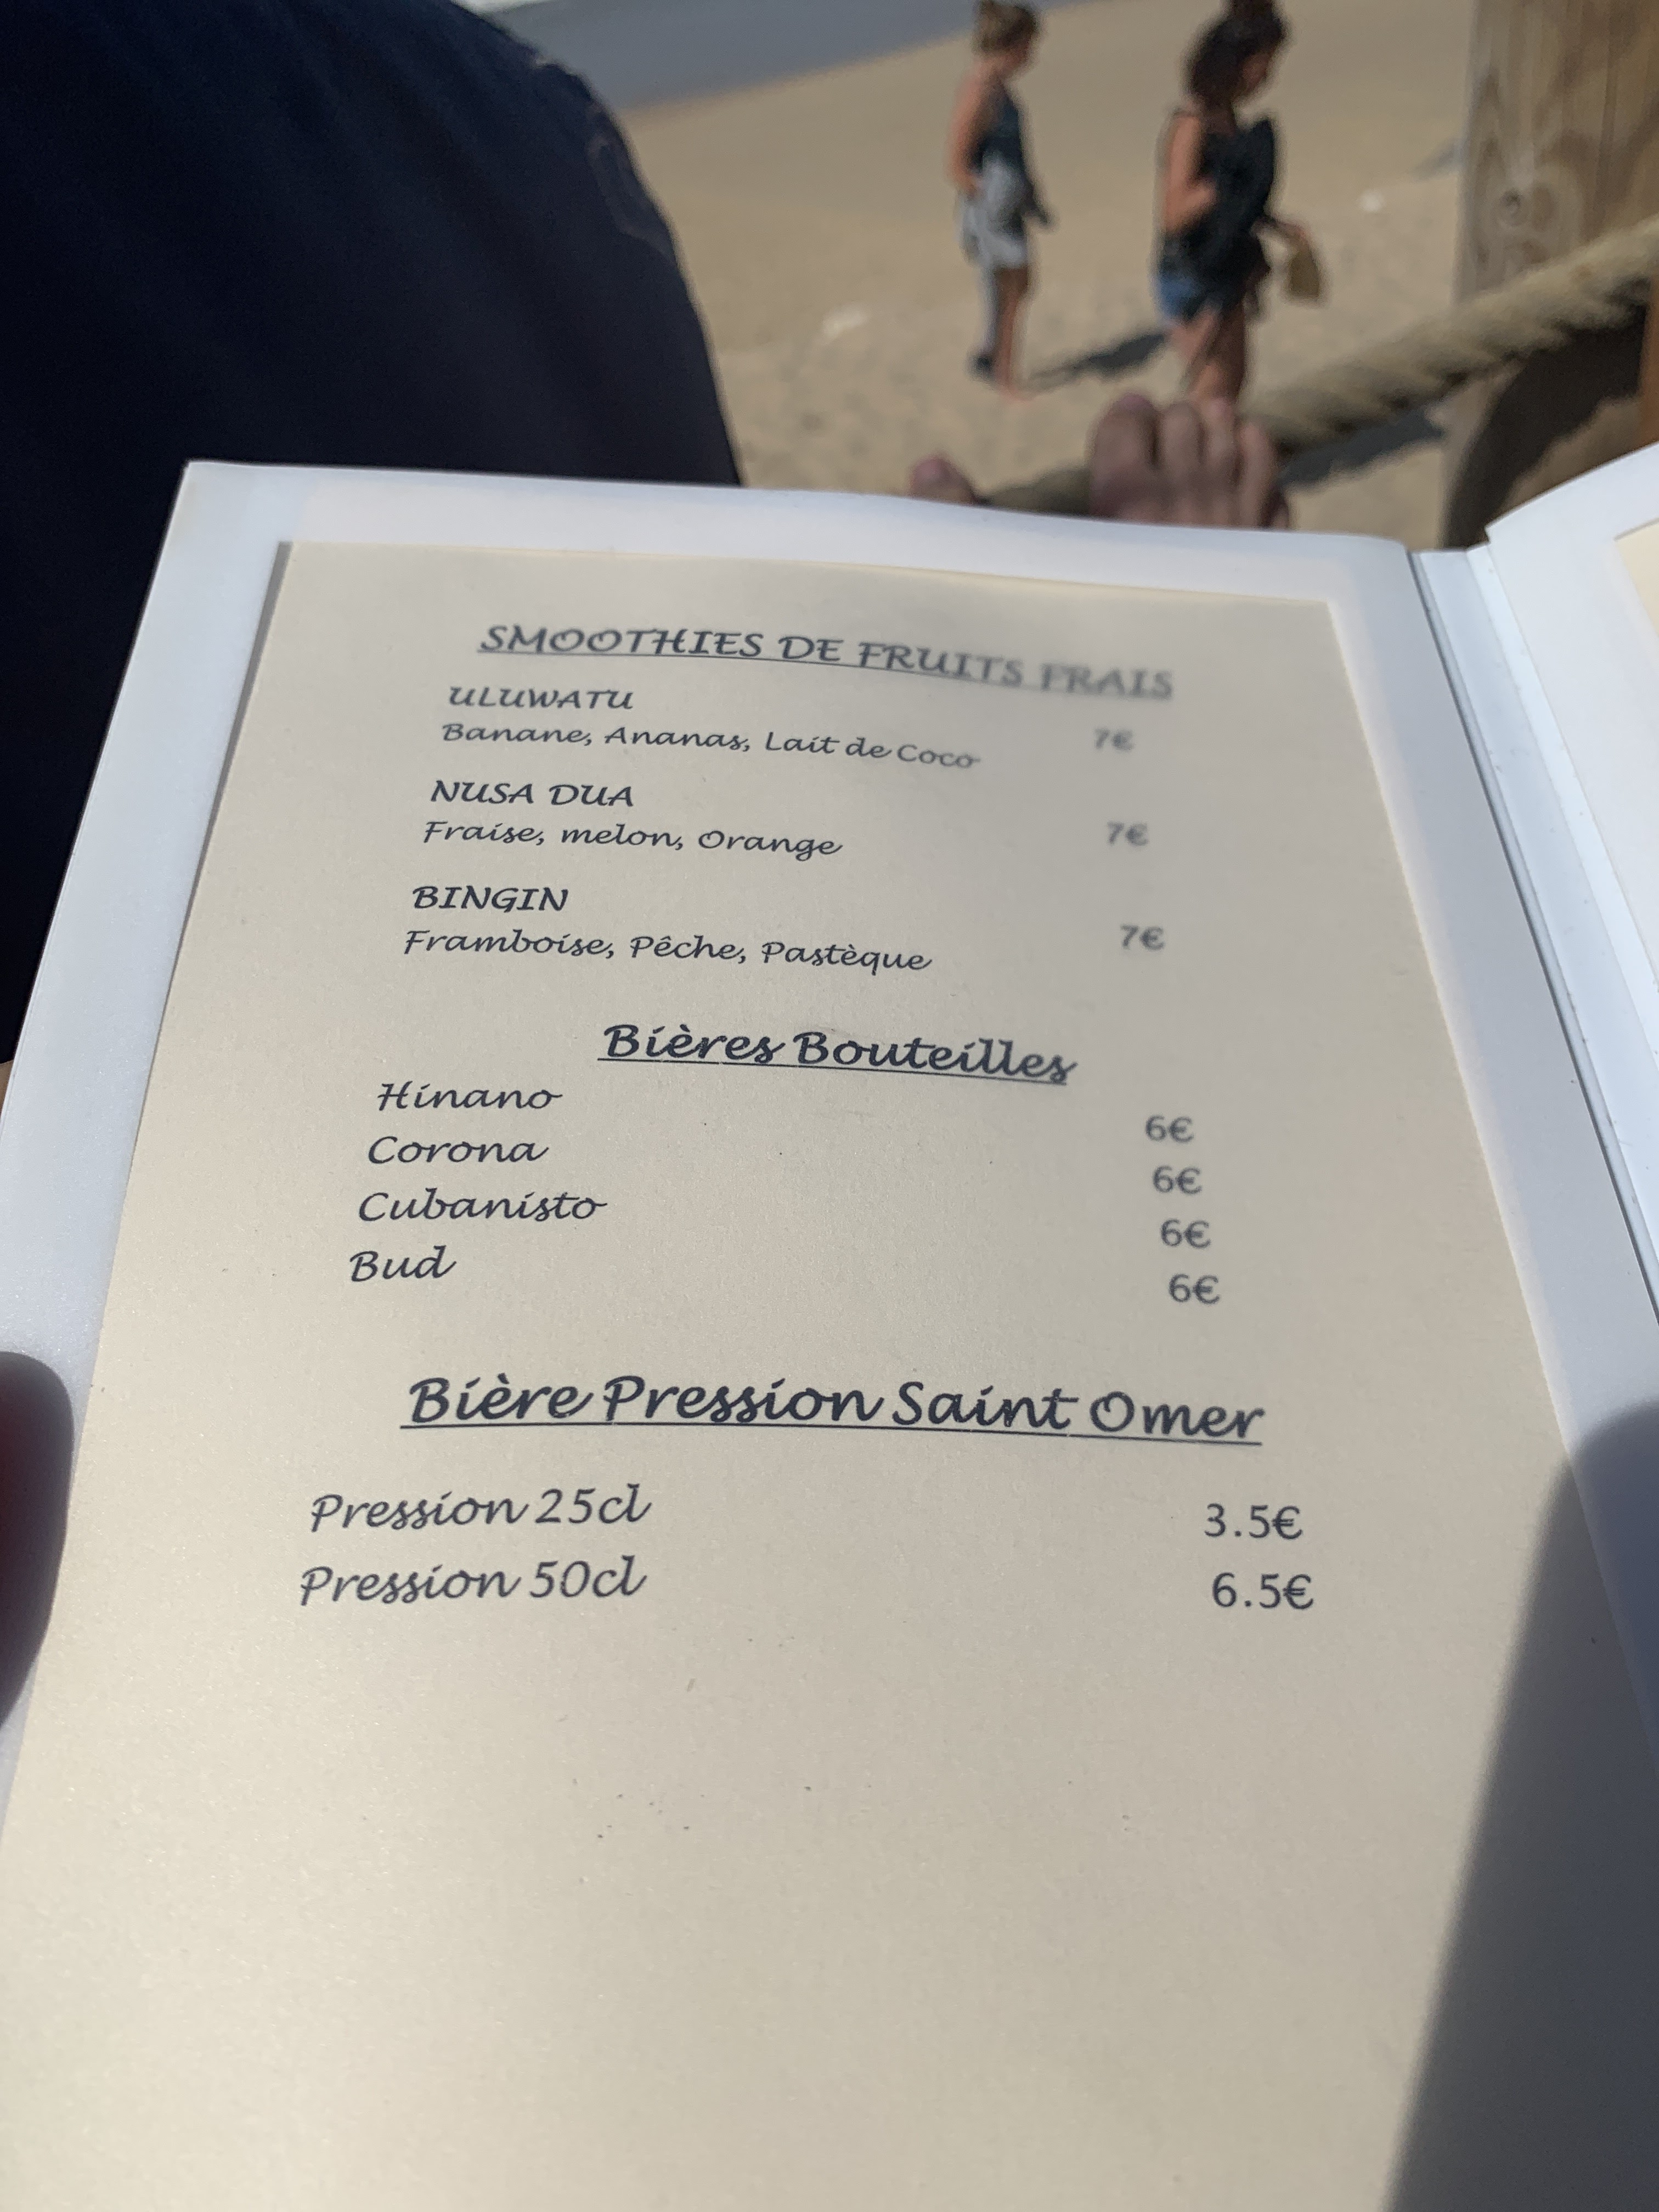 SMOOTHIES DE FRUITS FRAIS
ULUWATU
Banane, Ananas, Lait de Coco 7€
NUSA DUA
Fraise, melon, Orange 7€
BINGIN
Framboise, Pêche, Pastèque 7€
Bières Bouteilles
Hinano 6€
Corona 6€
Cubanisto 6€
Bud 6€
Bière Pression Saint Omer
Pression 25cl 3.5€
Pression 50cl 6.5€